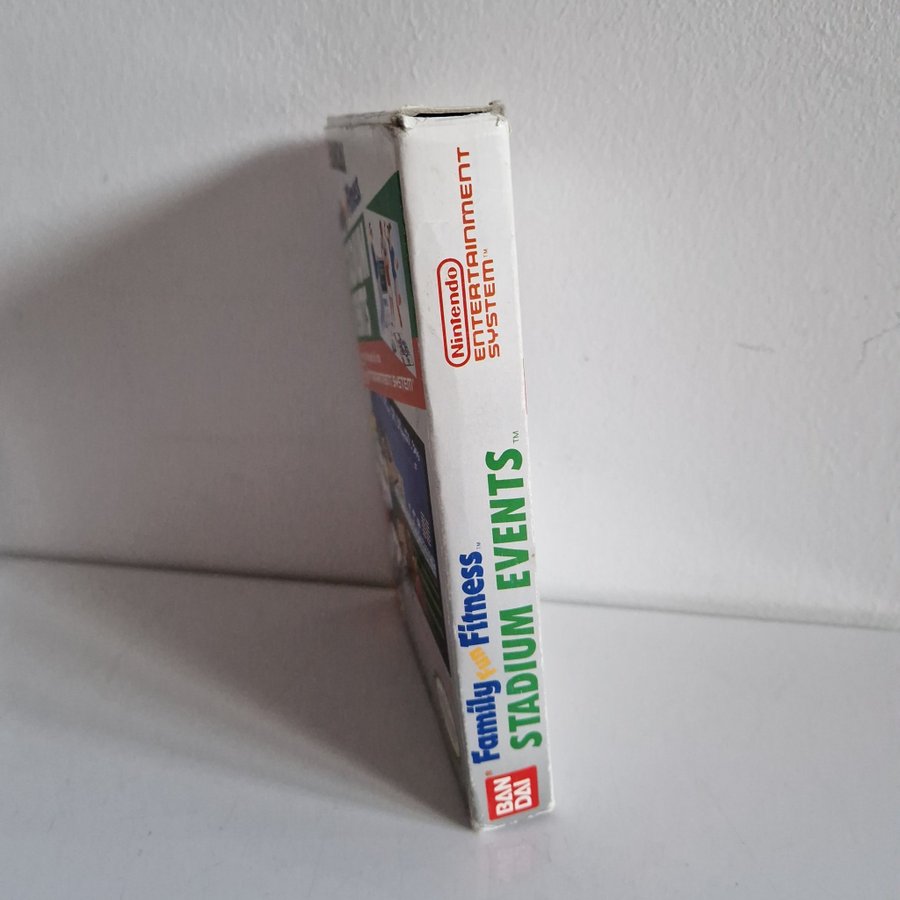 Nintendo
ENTERTAINMENT
SYSTEM™
Family Fun Fitness™
STADIUM EVENTS™
BAN
DAI
®